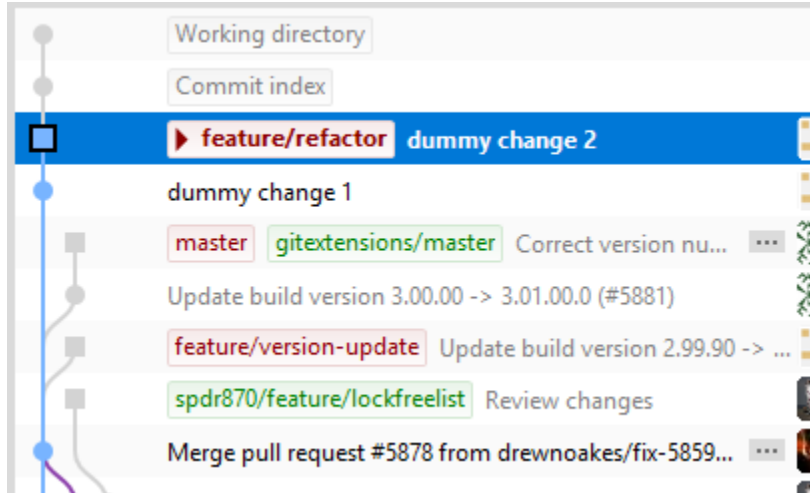 Working directory
Commit index
feature/refactor dummy change 2
dummy change 1
master gitextensions/master Correct version nu... ...
Update build version 3.00.00 -> 3.01.00.0 (#5881)
feature/version-update Update build version 2.99.90 -> ...
spdr870/feature/lockfreelist Review changes
Merge pull request #5878 from drewnoakes/fix-5859... ...